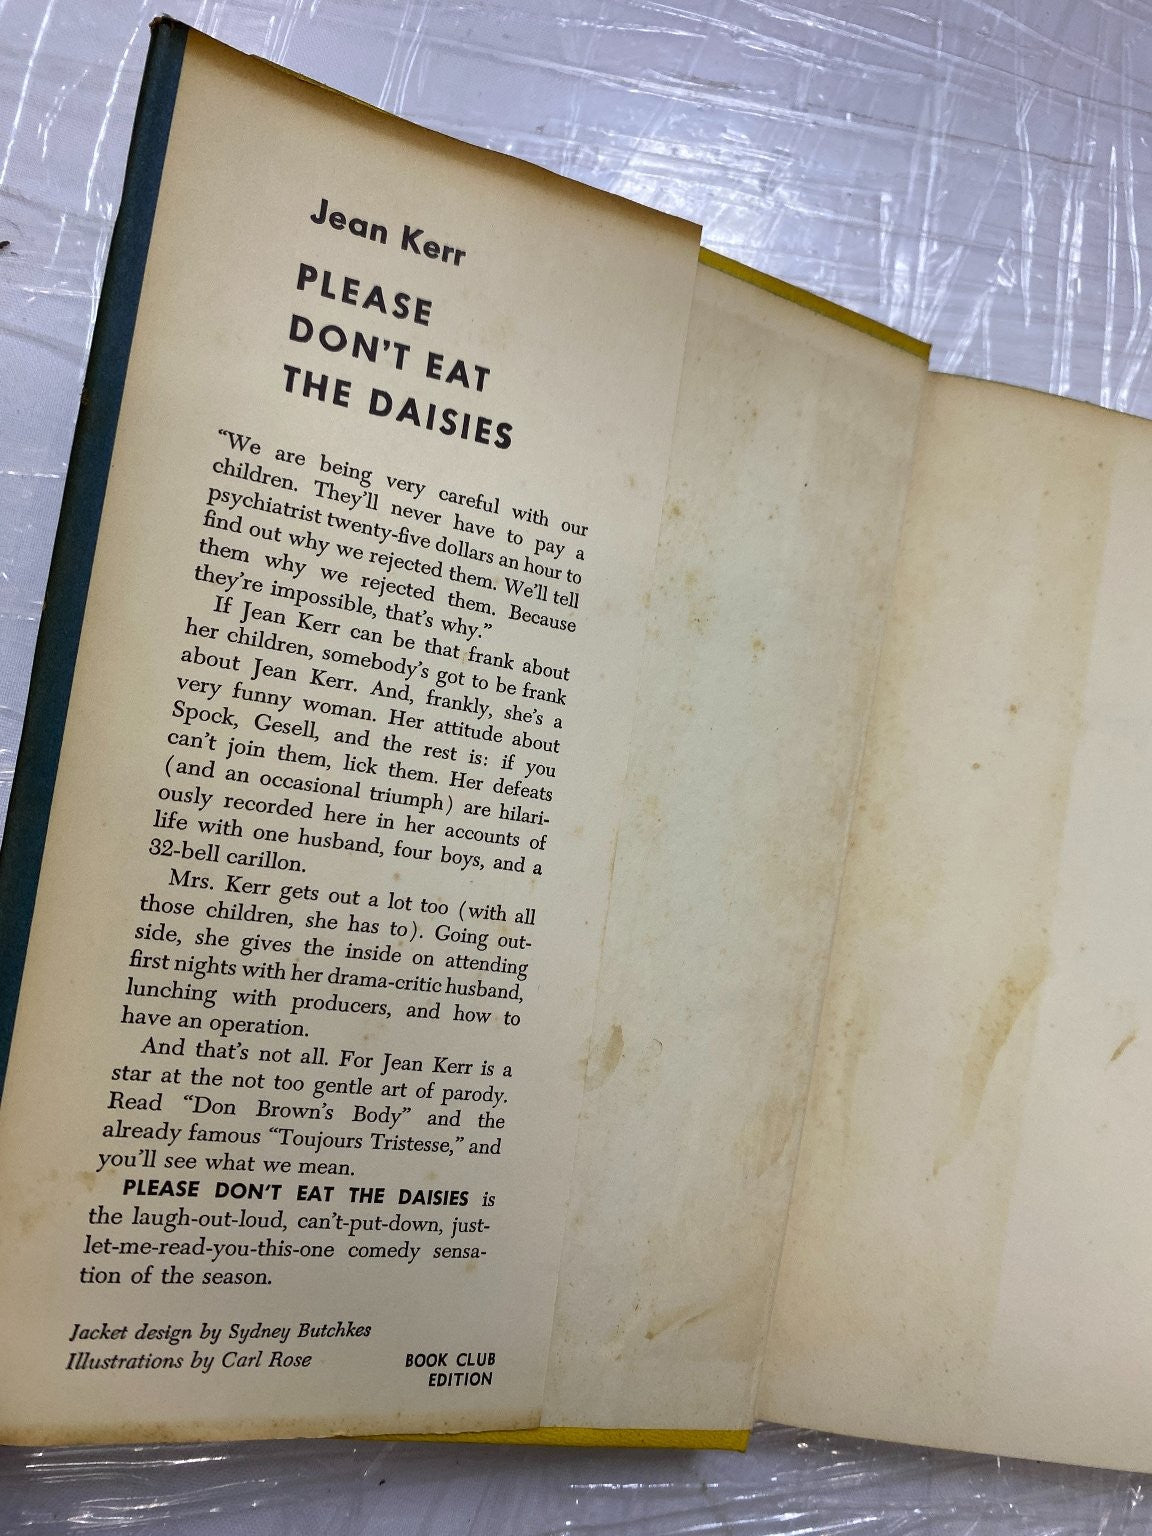 Jean Kerr
PLEASE
DON'T EAT
THE DAISIES
“We are being very careful with our
children. They'll never have to pay a
psychiatrist twenty-five dollars an hour to
find out why we rejected them. We'll tell
them why we rejected them. Because
they're impossible, that's why.”
If Jean Kerr can be that frank about
her children, somebody's got to be frank
about Jean Kerr. And, frankly, she's a
very funny woman. Her attitude about
Spock, Gesell, and the rest is: if you
can't join them, lick them. Her defeats
(and an occasional triumph) are hilari-
ously recorded here in her accounts of
life with one husband, four boys, and a
32-bell carillon.
Mrs. Kerr gets out a lot too (with all
those children, she has to). Going out-
side, she gives the inside on attending
first nights with her drama-critic husband,
lunching with producers, and how to
have an operation.
And that's not all. For Jean Kerr is a
star at the not too gentle art of parody.
Read “Don Brown's Body” and the
already famous “Toujours Tristesse,” and
you'll see what we mean.
PLEASE DON'T EAT THE DAISIES is
the laugh-out-loud, can't-put-down, just-
let-me-read-you-this-one comedy sensa-
tion of the season.
Jacket design by Sydney Butchkes
Illustrations by Carl Rose
BOOK CLUB
EDITION